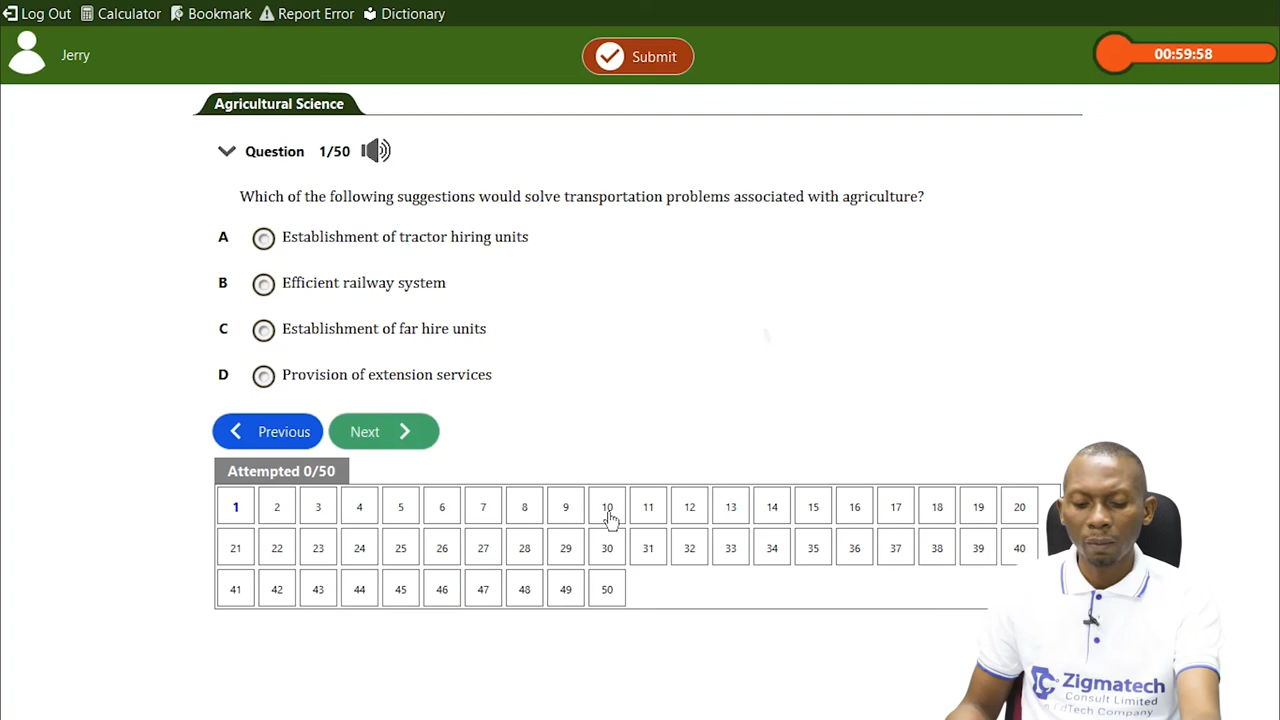 Log Out Calculator Bookmark Report Error Dictionary
Jerry
Submit
00:59:58
Agricultural Science
Question 1/50
Which of the following suggestions would solve transportation problems associated with agriculture?
A Establishment of tractor hiring units
B Efficient railway system
C Establishment of far hire units
D Provision of extension services
Previous Next
Attempted 0/50
1 2 3 4 5 6 7 8 9 10 11 12 13 14 15 16 17 18 19 20
21 22 23 24 25 26 27 28 29 30 31 32 33 34 35 36 37 38 39 40
41 42 43 44 45 46 47 48 49 50
Zigmatech
Consult Limited
n EdTech Company